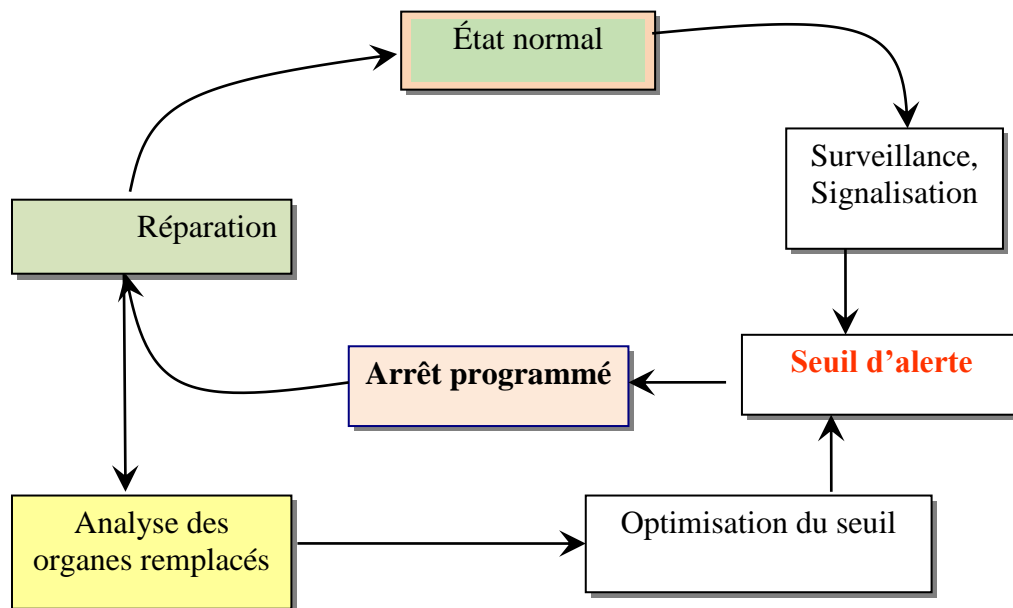 État normal
Surveillance,
Signalisation
Réparation
Seuil d’alerte
Arrêt programmé
Analyse des
organes remplacés
Optimisation du seuil